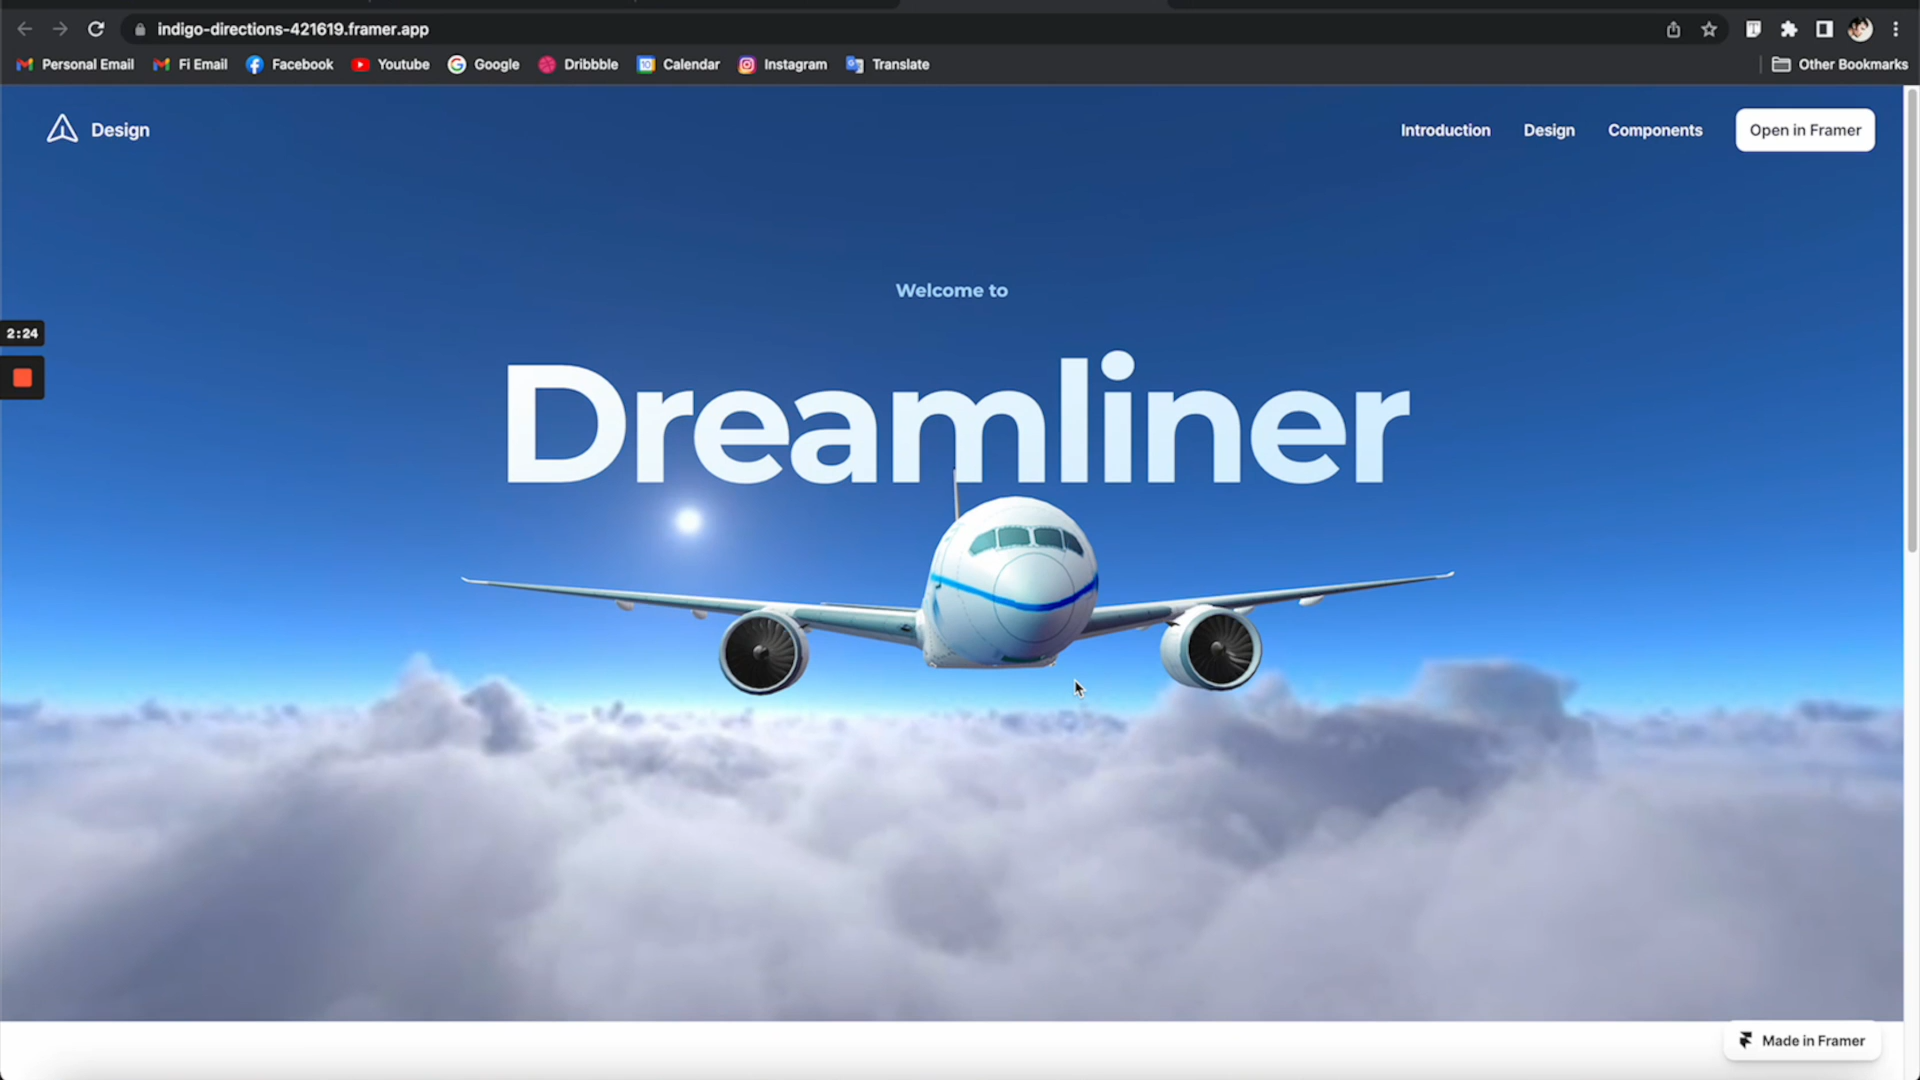 indigo-directions-421619.framer.app
Personal Email Fi Email Facebook Youtube Google Dribbble Calendar Instagram Translate Other Bookmarks
Design Introduction Design Components Open in Framer
Welcome to
2:24
Dreamliner
Made in Framer